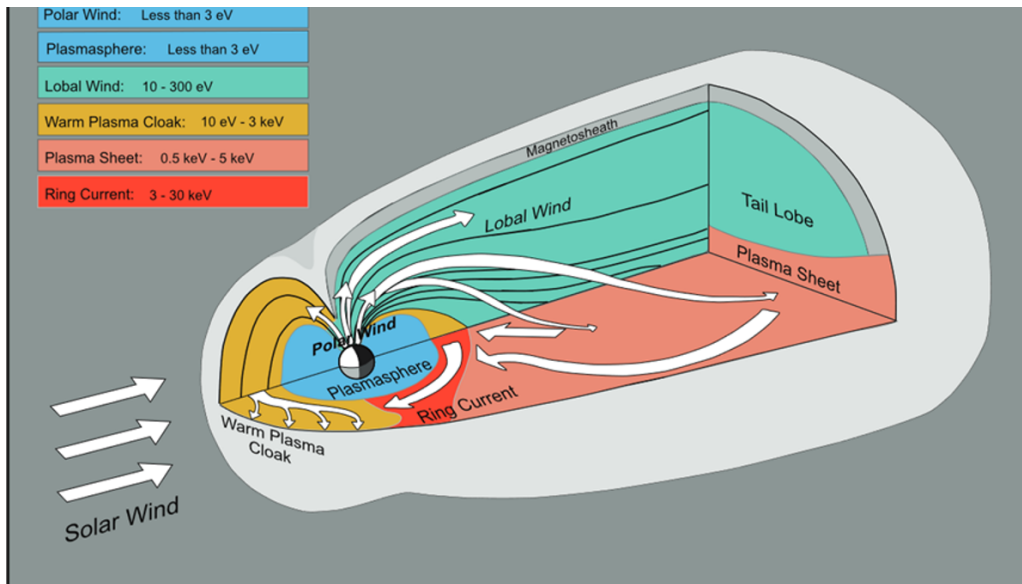 Polar Wind: Less than 3 eV
Plasmasphere: Less than 3 eV
Lobal Wind: 10 - 300 eV
Warm Plasma Cloak: 10 eV - 3 keV
Plasma Sheet: 0.5 keV - 5 keV
Ring Current: 3 - 30 keV
Magnetosheath
Lobal Wind
Tail Lobe
Plasma Sheet
Polar Wind
Plasmasphere
Ring Current
Warm Plasma
Cloak
Solar Wind